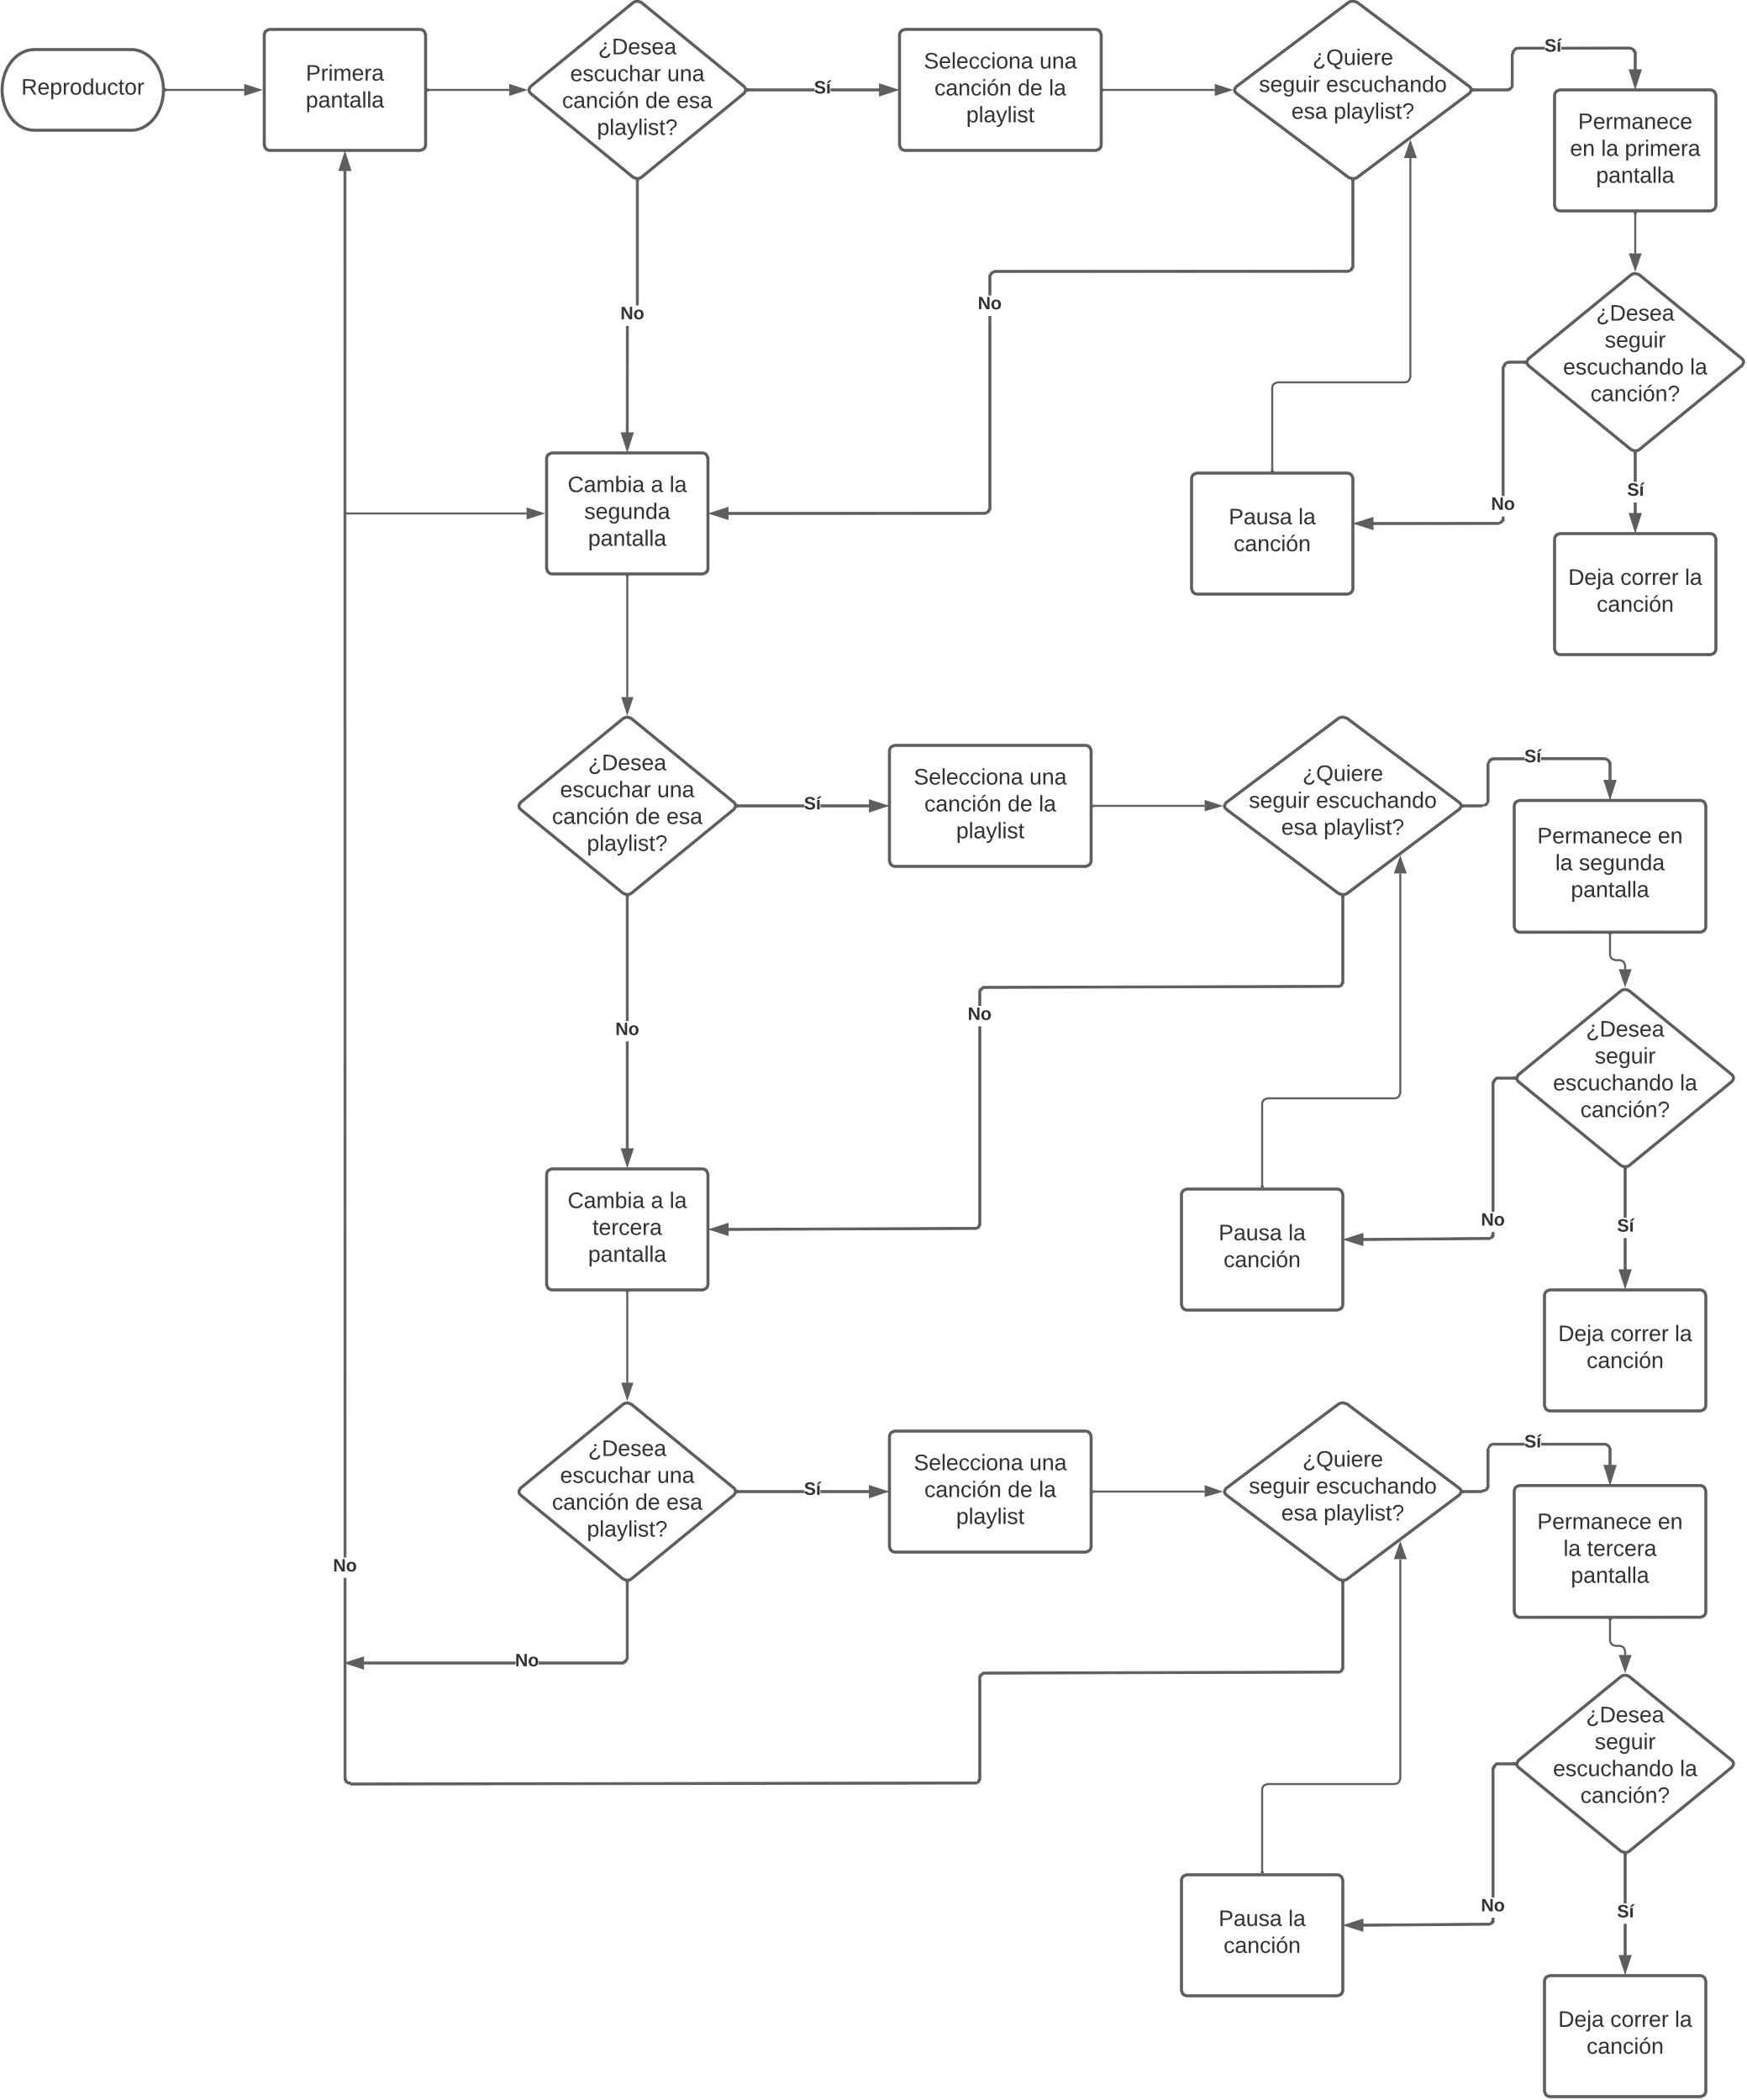 Reproductor
Primera
pantalla
¿Desea
escuchar una
canción de esa
playlist?
Sí
Selecciona una
canción de la
playlist
¿Quiere
seguir escuchando
esa playlist?
Sí
Permanece
en la primera
pantalla
No
No
¿Desea
seguir
escuchando la
canción?
No
Sí
Cambia a la
segunda
pantalla
Pausa la
canción
Deja correr la
canción
¿Desea
escuchar una
canción de esa
playlist?
Sí
Selecciona una
canción de la
playlist
¿Quiere
seguir escuchando
esa playlist?
Sí
Permanece en
la segunda
pantalla
No
No
¿Desea
seguir
escuchando la
canción?
No
Sí
Cambia a la
tercera
pantalla
Pausa la
canción
Deja correr la
canción
¿Desea
escuchar una
canción de esa
playlist?
Sí
Selecciona una
canción de la
playlist
¿Quiere
seguir escuchando
esa playlist?
Sí
Permanece en
la tercera
pantalla
No
No
¿Desea
seguir
escuchando la
canción?
No
Sí
Pausa la
canción
Deja correr la
canción